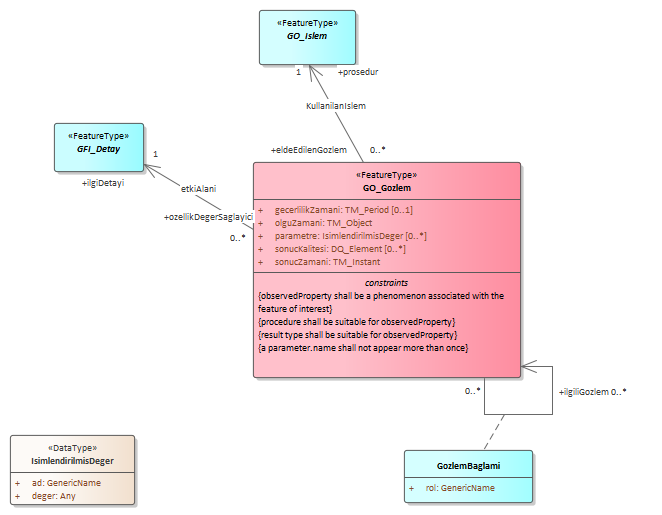 «FeatureType»
GO_Islem
1
+prosedur
KullanilanIslem
«FeatureType»
GFI_Detay
1
+ilgiDetayi
etkiAlani
+eldeEdilenGozlem
0..*
+ozellikDegerSaglayici
0..*
«FeatureType»
GO_Gozlem
+ gecerlilikZamani: TM_Period [0..1]
+ olguZamani: TM_Object
+ parametre: IsimlendirilmisDeger [0..*]
+ sonucKalitesi: DQ_Element [0..*]
+ sonucZamani: TM_Instant
constraints
{observedProperty shall be a phenomenon associated with the
feature of interest}
{procedure shall be suitable for observedProperty}
{result type shall be suitable for observedProperty}
{a parameter.name shall not appear more than once}
0..*
+ilgiliGozlem 0..*
«DataType»
IsimlendirilmisDeger
+ ad: GenericName
+ deger: Any
GozlemBaglami
+ rol: GenericName